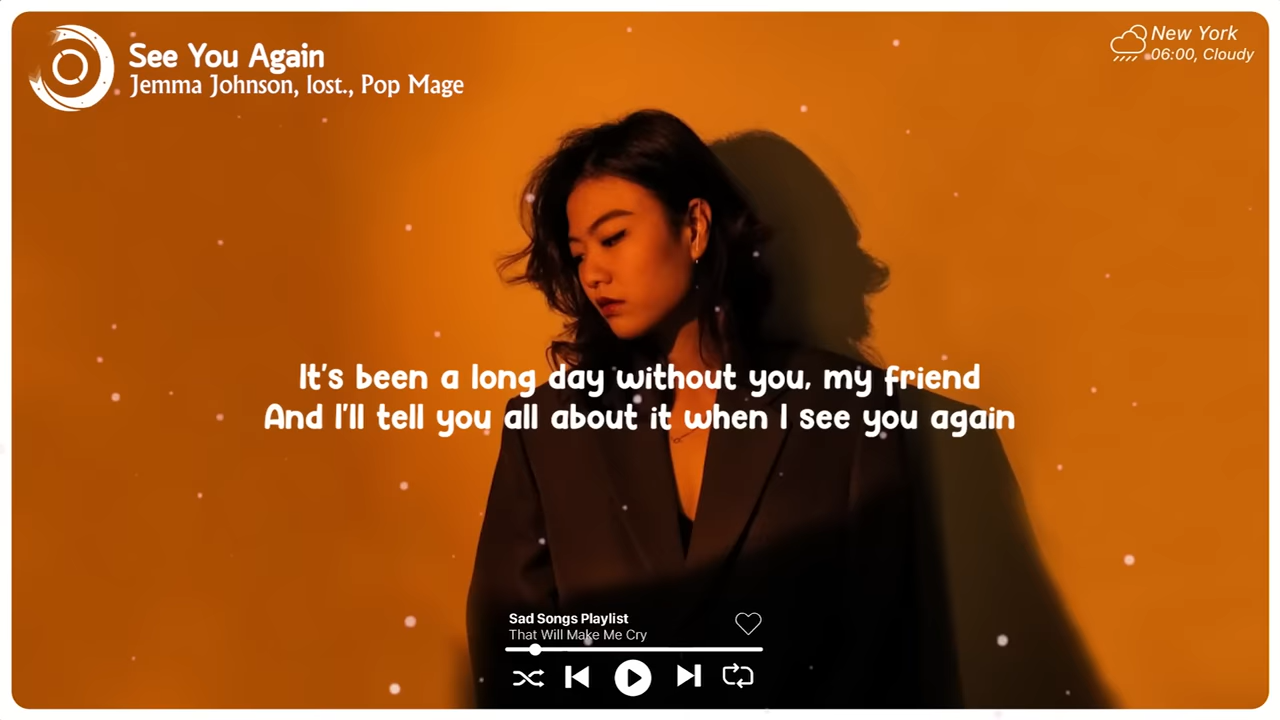 See You Again
Jemma Johnson, lost., Pop Mage
New York
06:00, Cloudy
It's been a long day without you, my friend
And I'll tell you all about it when I see you again
Sad Songs Playlist
That Will Make Me Cry